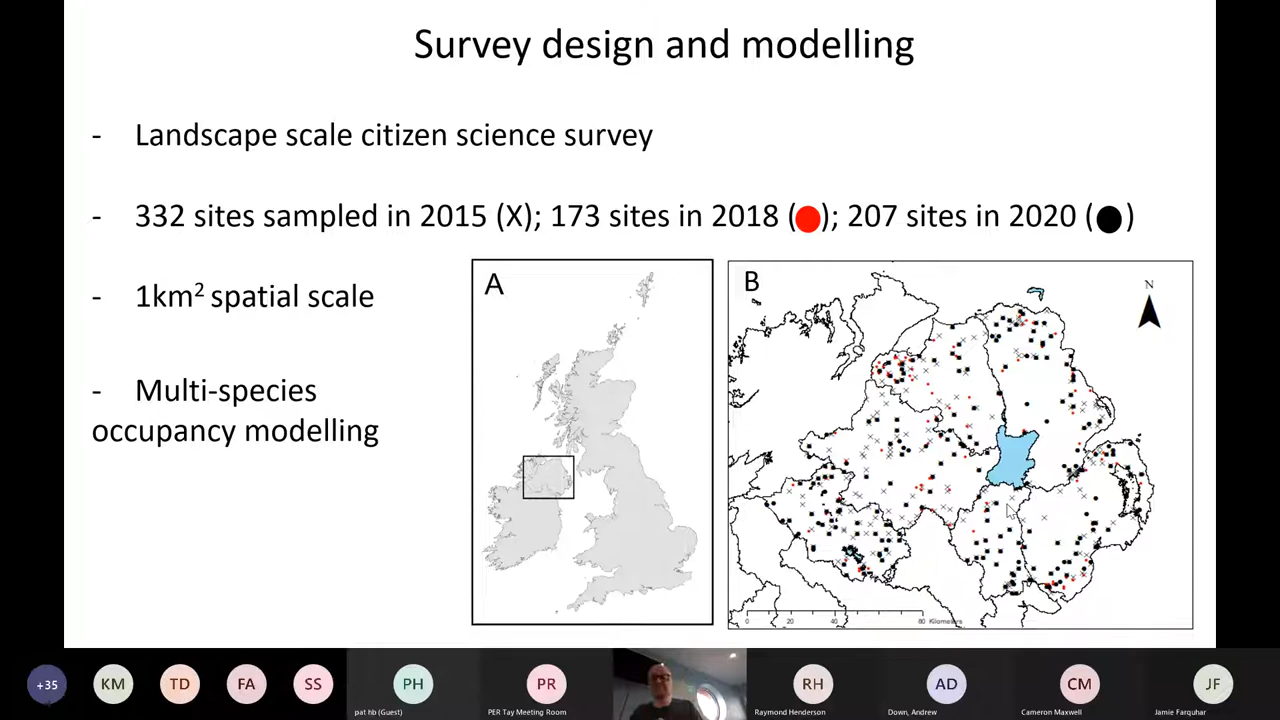 Survey design and modelling
- Landscape scale citizen science survey
- 332 sites sampled in 2015 (X); 173 sites in 2018 ( ); 207 sites in 2020 ( )
- 1km² spatial scale
- Multi-species
occupancy modelling
A
B
N
0 20 40 80 Kilometers
+35
KM
TD
FA
SS
PH
pat hb (Guest)
PR
PER Tay Meeting Room
RH
Raymond Henderson
AD
Down, Andrew
CM
Cameron Maxwell
JF
Jamie Farquhar